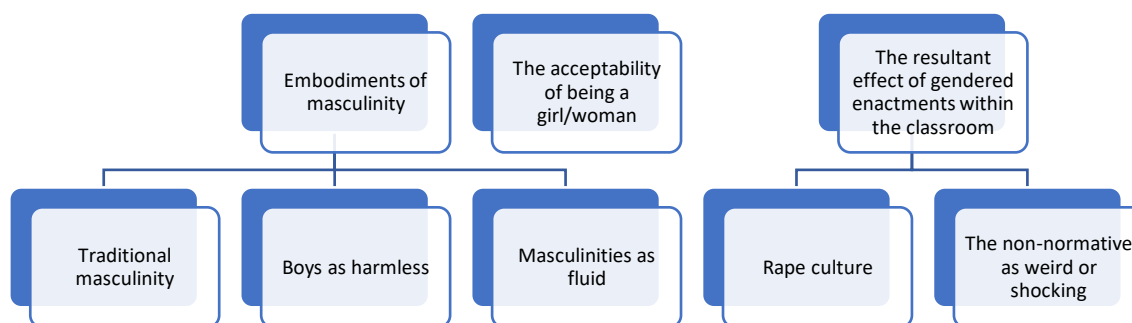 Embodiments
of masculinity
The acceptability
of being a
girl/woman
The resultant
effect of gendered
enactments within
the classroom
Traditional
masculinity
Boys as harmless
Masculinities as
fluid
Rape culture
The non-normative
as weird or
shocking